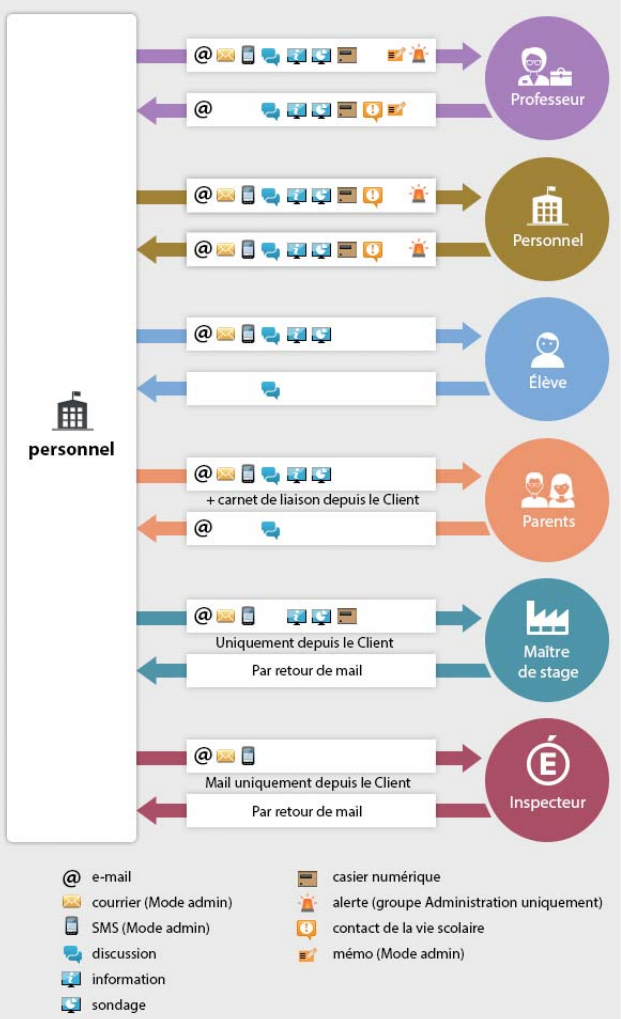 @
Professeur
@
@
Personnel
@
@
Élève
personnel
@
+ carnet de liaison depuis le Client
Parents
@
@
Uniquement depuis le Client
Maître
de stage
Par retour de mail
@
Mail uniquement depuis le Client
É
Inspecteur
Par retour de mail
@ e-mail
courrier (Mode admin)
SMS (Mode admin)
discussion
information
sondage
casier numérique
alerte (groupe Administration uniquement)
contact de la vie scolaire
mémo (Mode admin)